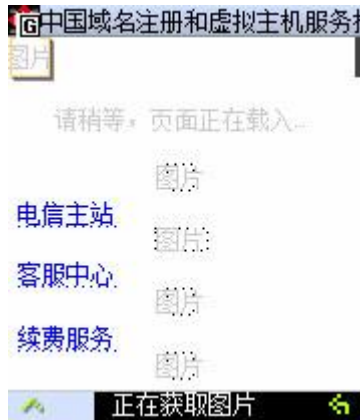 G中国域名注册和虚拟主机服务
图片
请稍等，页面正在载入...
图片
电信主站
图片
客服中心
图片
续费服务
图片
正在获取图片